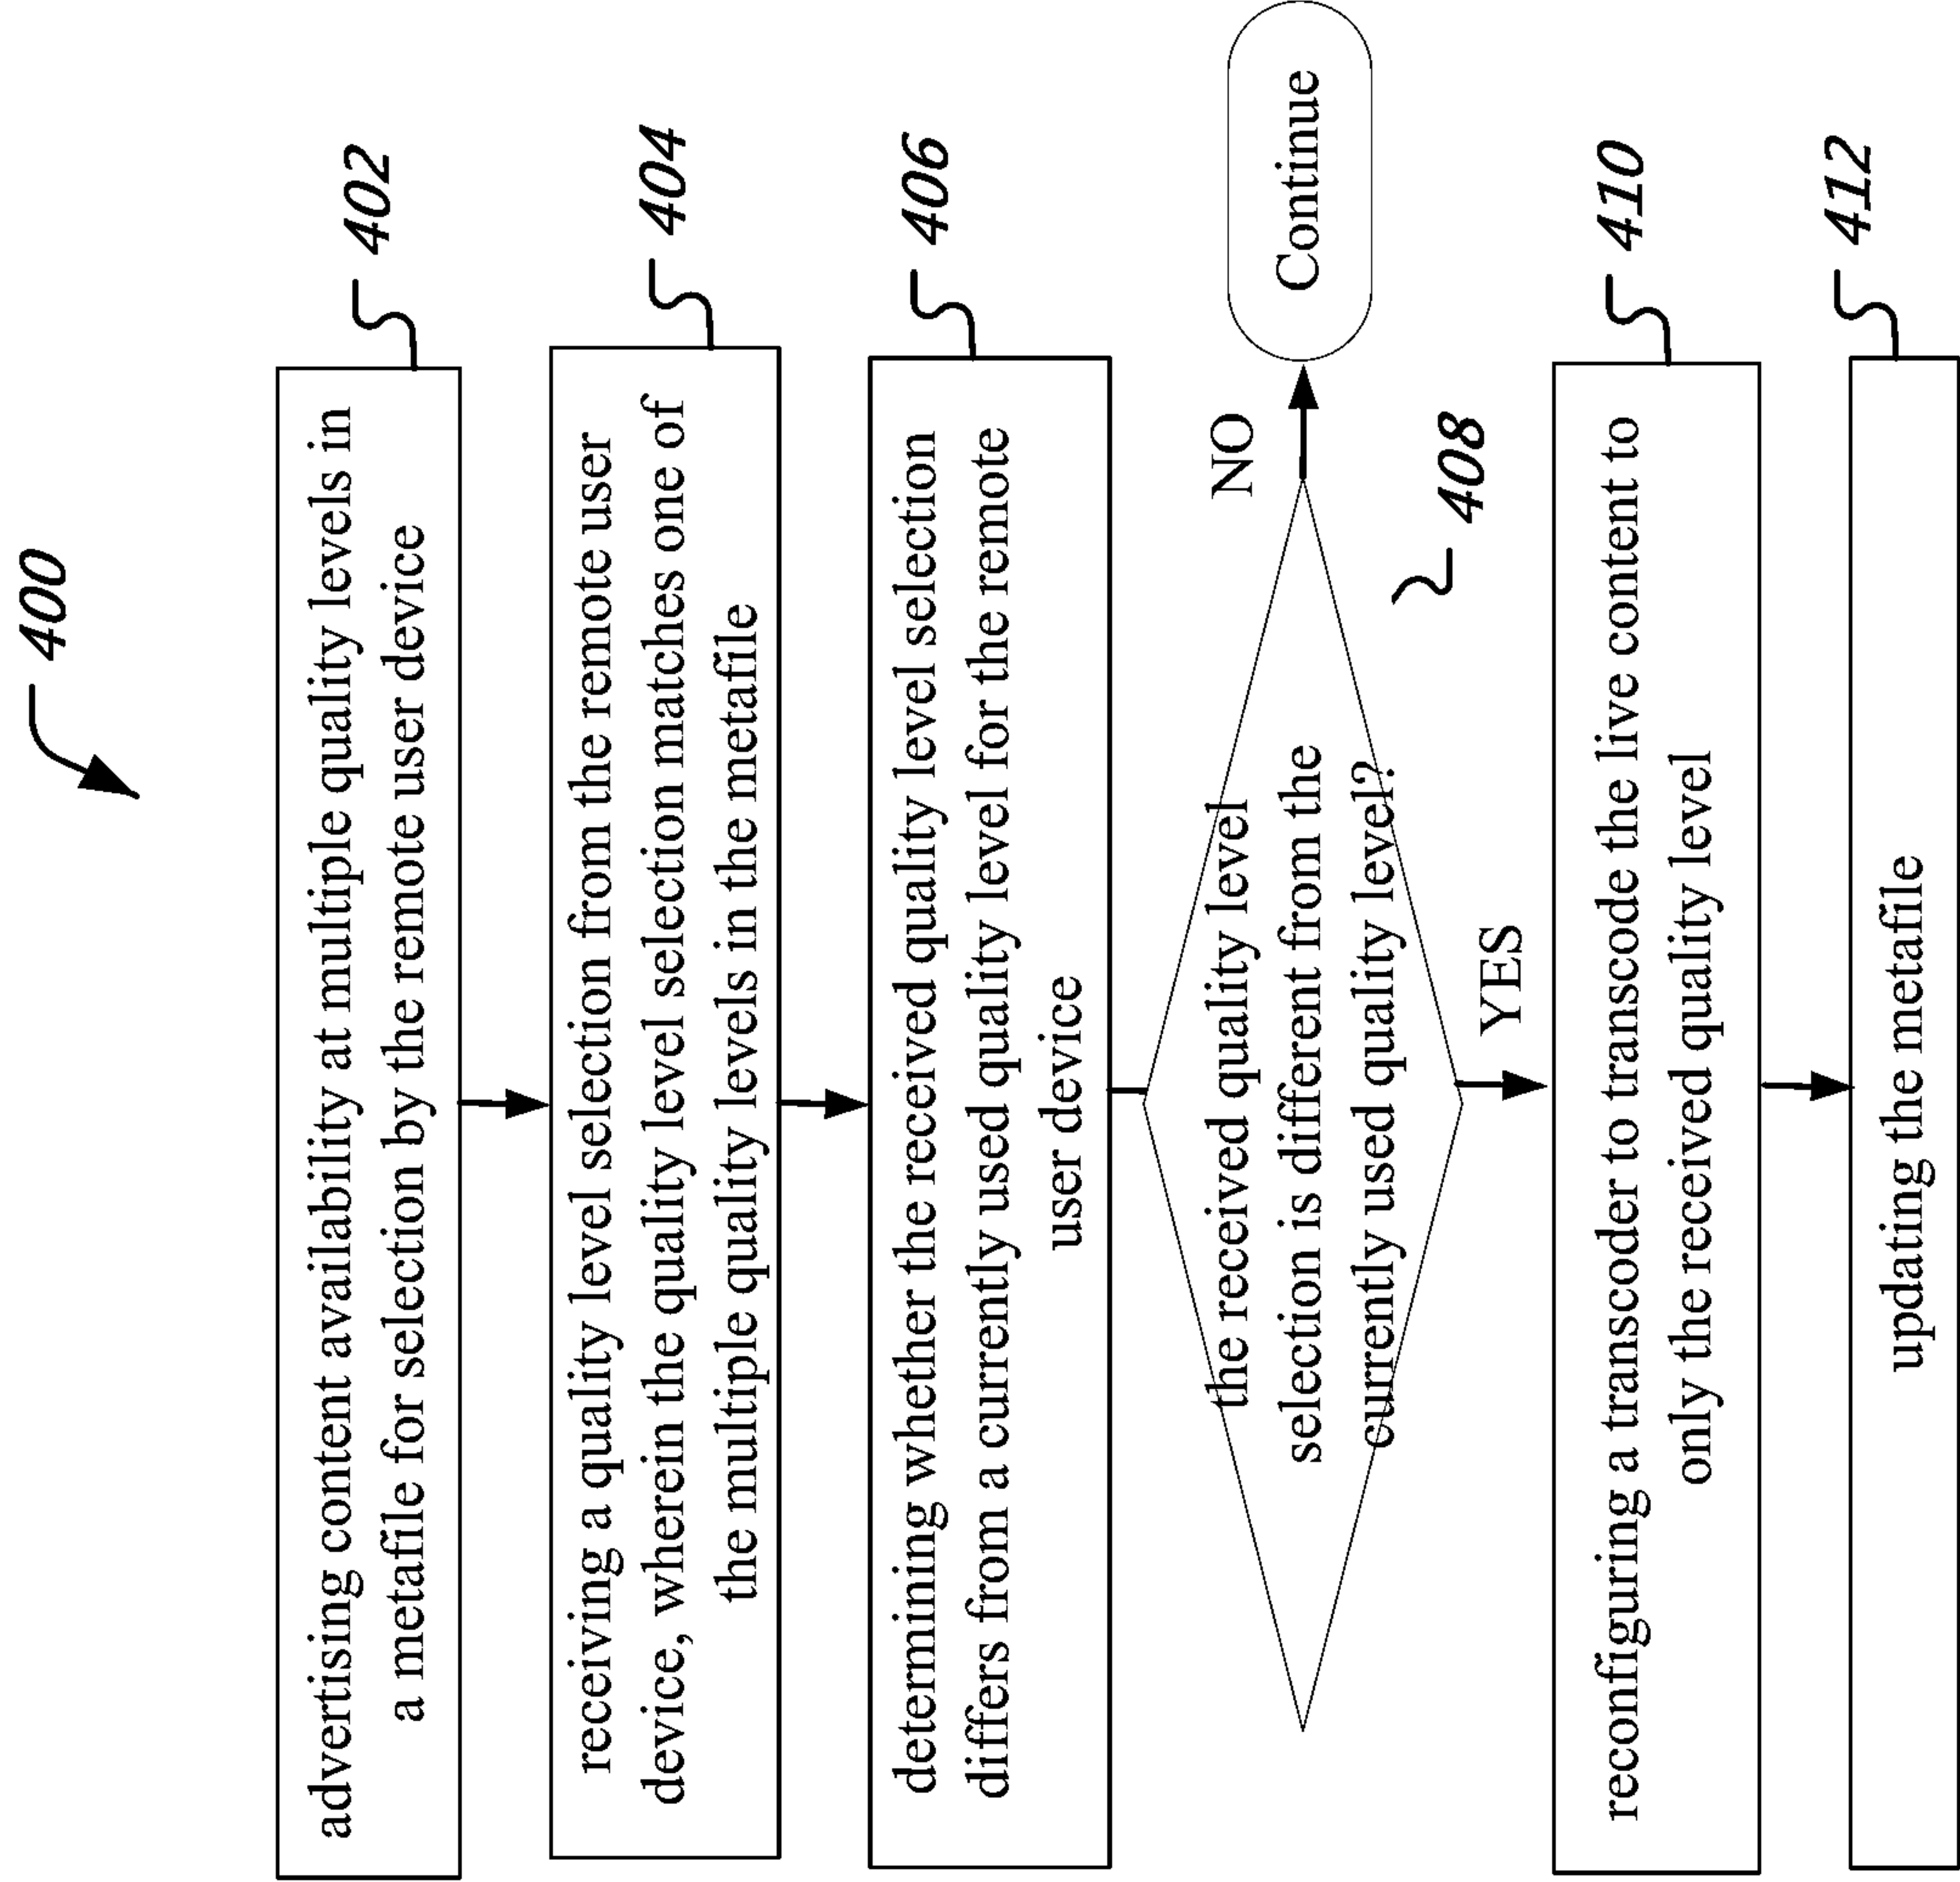 400
advertising content availability at multiple quality levels in
a metafile for selection by the remote user device
402
receiving a quality level selection from the remote user
device, wherein the quality level selection matches one of
the multiple quality levels in the metafile
404
determining whether the received quality level selection
differs from a currently used quality level for the remote
user device
406
the received quality level
selection is different from the
currently used quality level?
NO
Continue
408
YES
reconfiguring a transcoder to transcode the live content to
only the received quality level
410
updating the metafile
412